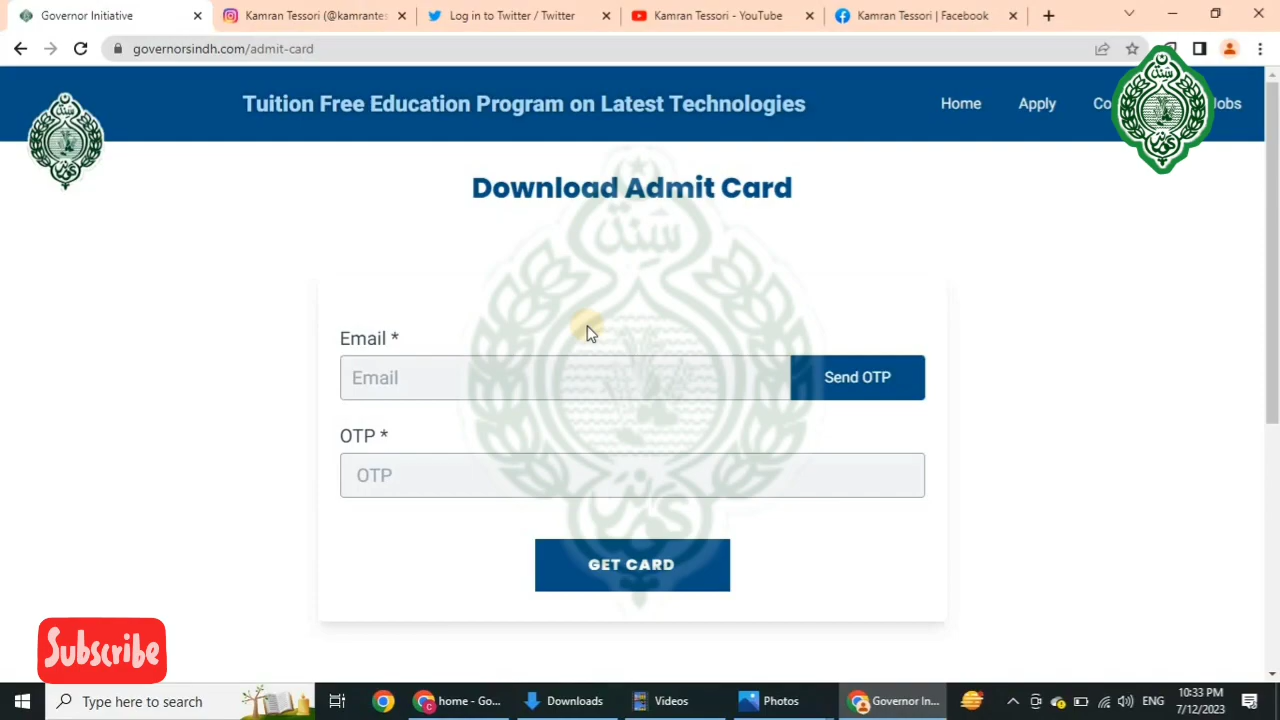 Governor Initiative
Kamran Tessori (@kamrantes
Log in to Twitter / Twitter
Kamran Tessori - YouTube
Kamran Tessori | Facebook
governorsindh.com/admit-card
Tuition Free Education Program on Latest Technologies
Home
Apply
Co
Jobs
Download Admit Card
سَنڌ
Email *
Email
Send OTP
OTP *
OTP
GET CARD
Subscribe
Type here to search
home - Go...
Downloads
Videos
Photos
Governor In...
ENG
10:33 PM
7/12/2023